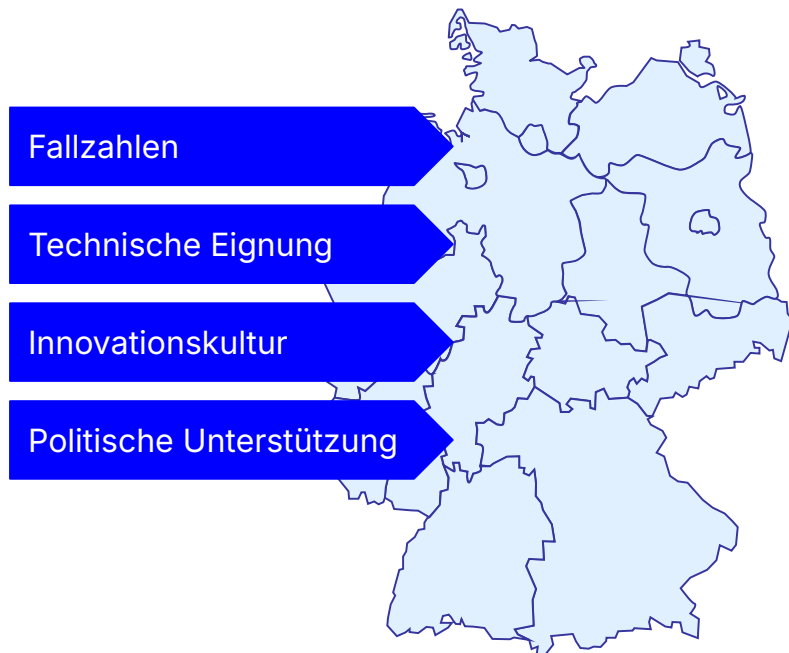 Fallzahlen
Technische Eignung
Innovationskultur
Politische Unterstützung